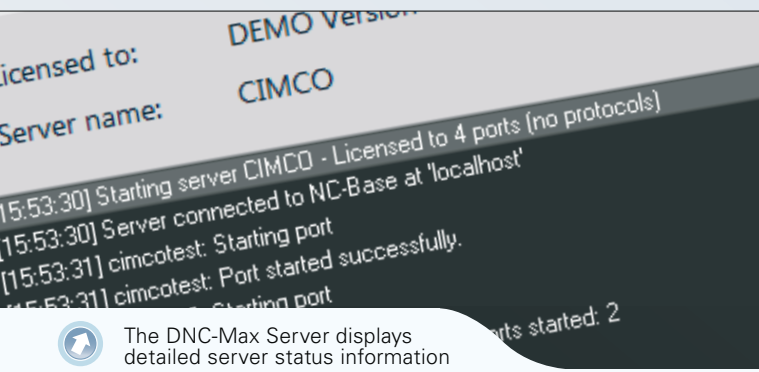 Licensed to: DEMO Version
Server name: CIMCO
[15:53:30] Starting server CIMCO - Licensed to 4 ports (no protocols)
[15:53:30] Server connected to NC-Base at 'localhost'
[15:53:31] cimcotest: Starting port
[15:53:31] cimcotest: Port started successfully.
Starting port
started: 2
The DNC-Max Server displays
detailed server status information